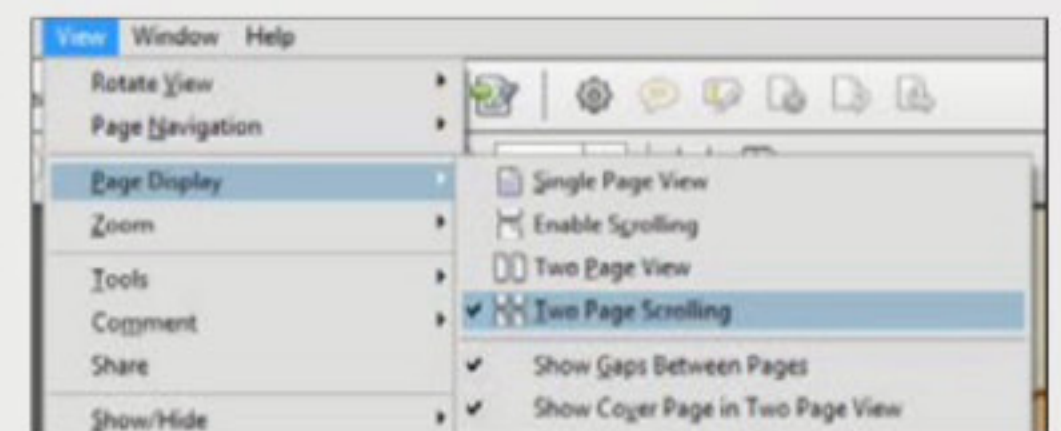 View Window Help
Rotate View
Page Navigation
Page Display
Zoom
Tools
Comment
Share
Show/Hide
Single Page View
Enable Scrolling
Two Page View
Two Page Scrolling
Show Gaps Between Pages
Show Cover Page in Two Page View